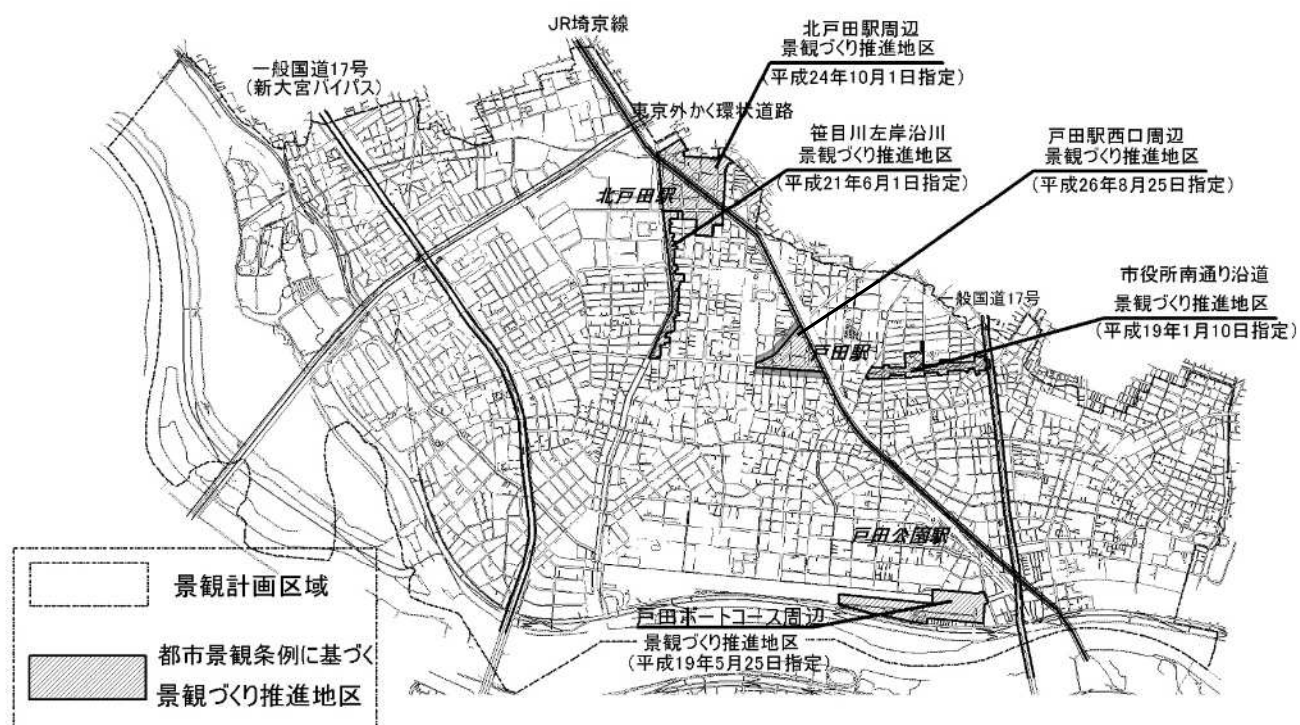 JR埼京線
北戸田駅周辺
景観づくり推進地区
(平成24年10月1日指定)
一般国道17号
(新大宮バイパス)
東京外かく環状道路
笹目川左岸沿川
景観づくり推進地区
(平成21年6月1日指定)
戸田駅西口周辺
景観づくり推進地区
(平成26年8月25日指定)
北戸田駅
市役所南通り沿道
景観づくり推進地区
(平成19年1月10日指定)
一般国道17号
戸田駅
戸田公園駅
戸田ボートコース周辺
景観づくり推進地区
(平成19年5月25日指定)
景観計画区域
都市景観条例に基づく
景観づくり推進地区